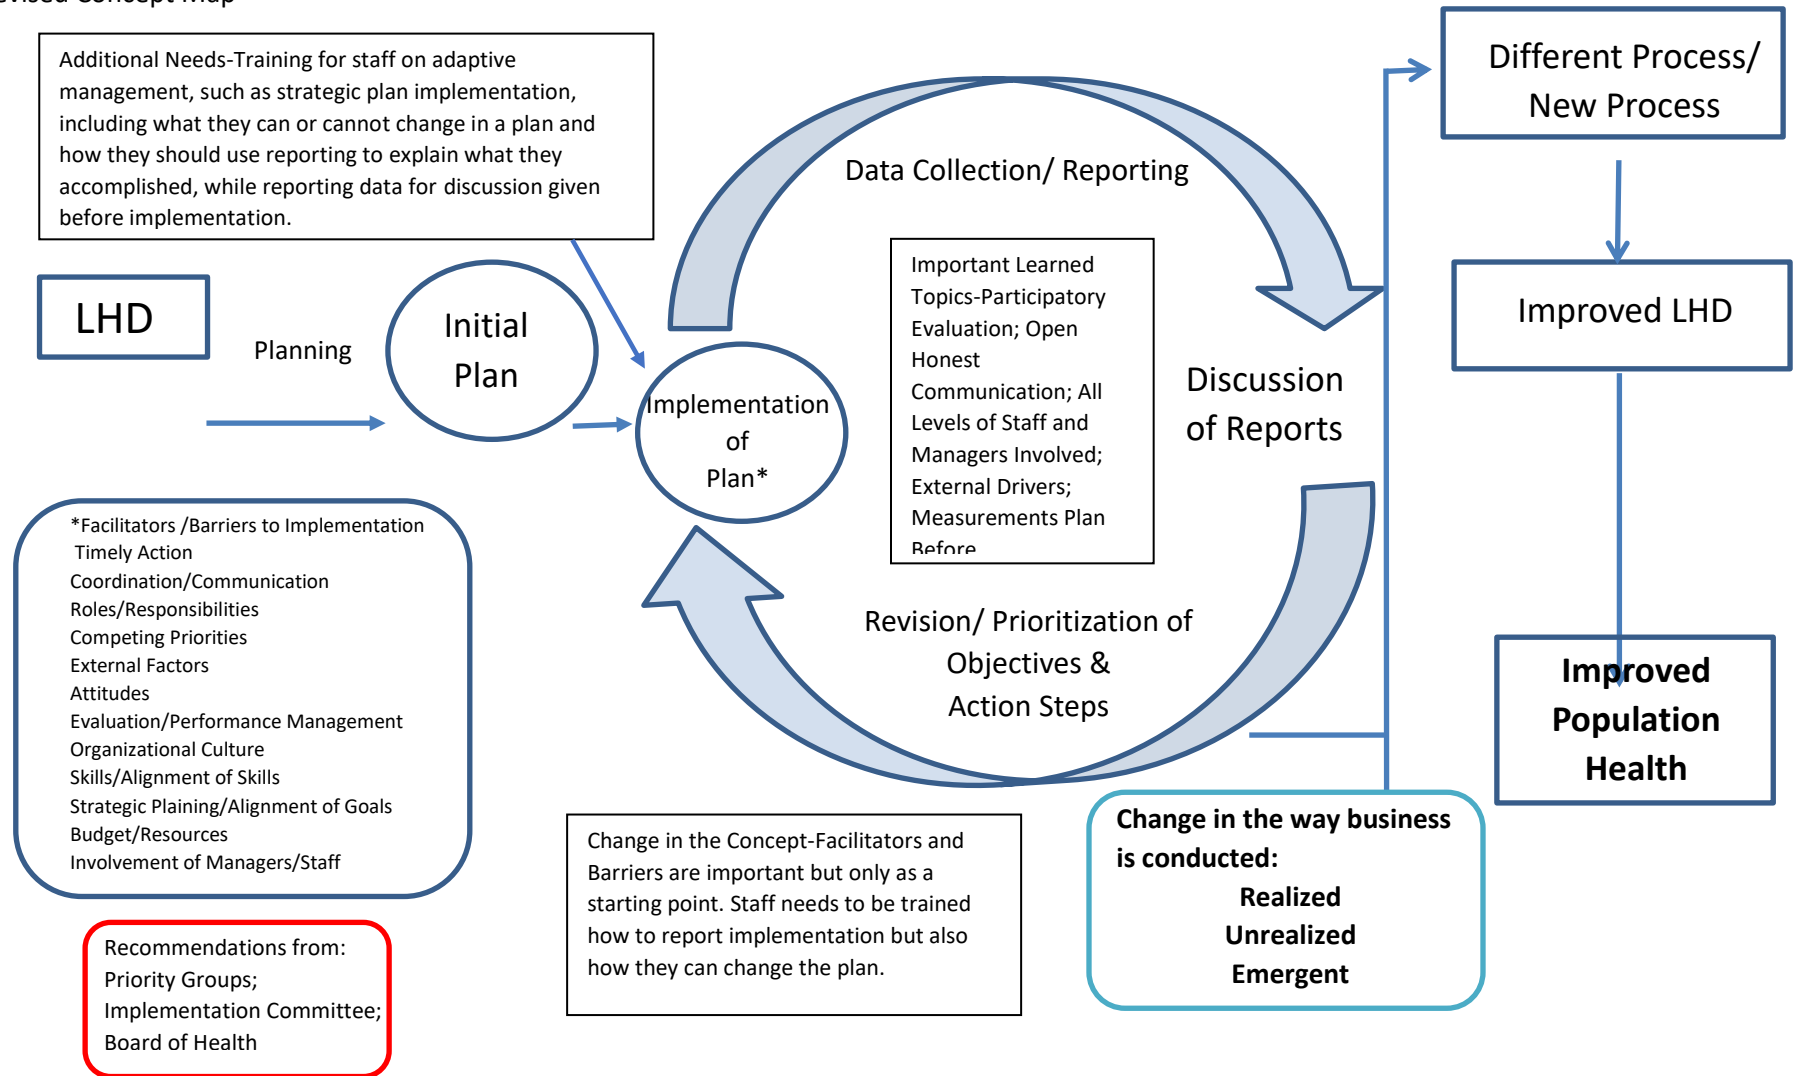 Concept Map
Additional Needs-Training for staff on adaptive
management, such as strategic plan implementation,
including what they can or cannot change in a plan and
how they should use reporting to explain what they
accomplished, while reporting data for discussion given
before implementation.
LHD
Planning
Initial
Plan
Implementation
of
Plan*
Data Collection/ Reporting
Important Learned
Topics-Participatory
Evaluation; Open
Honest
Communication; All
Levels of Staff and
Managers Involved;
External Drivers;
Measurements Plan
Before
Discussion
of Reports
Revision/ Prioritization of
Objectives &
Action Steps
Different Process/
New Process
Improved LHD
Improved
Population
Health
*Facilitators /Barriers to Implementation
Timely Action
Coordination/Communication
Roles/Responsibilities
Competing Priorities
External Factors
Attitudes
Evaluation/Performance Management
Organizational Culture
Skills/Alignment of Skills
Strategic Plaining/Alignment of Goals
Budget/Resources
Involvement of Managers/Staff
Recommendations from:
Priority Groups;
Implementation Committee;
Board of Health
Change in the Concept-Facilitators and
Barriers are important but only as a
starting point. Staff needs to be trained
how to report implementation but also
how they can change the plan.
Change in the way business
is conducted:
Realized
Unrealized
Emergent